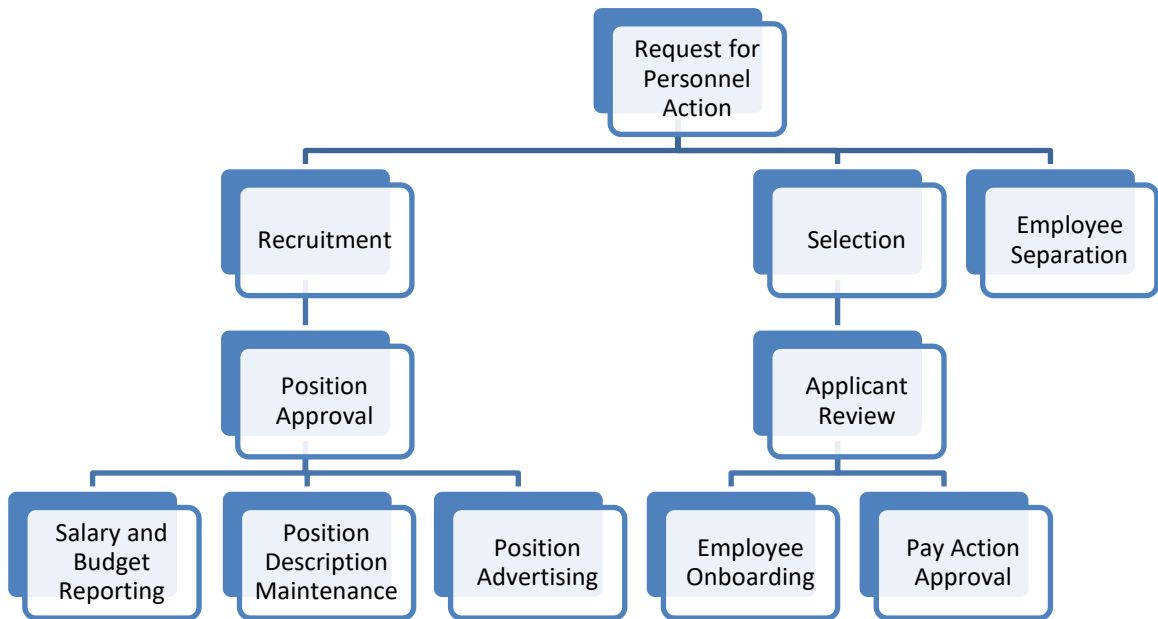 Request for
Personnel
Action
Recruitment
Selection
Employee
Separation
Position
Approval
Applicant
Review
Salary and
Budget
Reporting
Position
Description
Maintenance
Position
Advertising
Employee
Onboarding
Pay Action
Approval